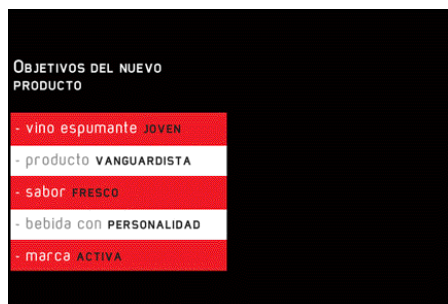 OBJETIVOS DEL NUEVO
PRODUCTO
- vino espumante JOVEN
- producto VANGUARDISTA
- sabor FRESCO
- bebida con PERSONALIDAD
- marca ACTIVA